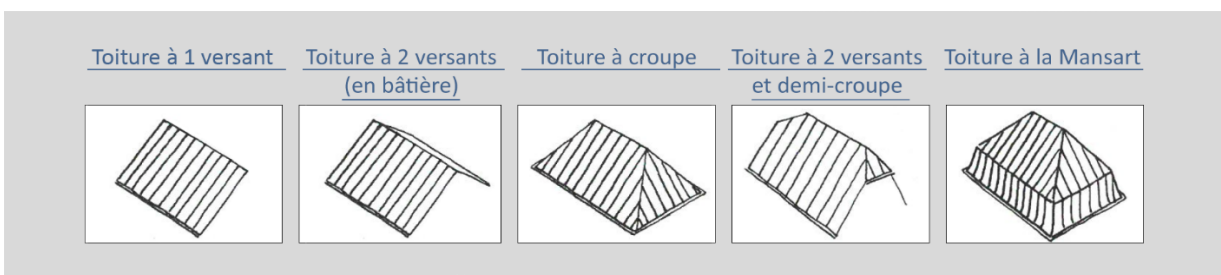 Toiture à 1 versant
Toiture à 2 versants
(en bâtière)
Toiture à croupe
Toiture à 2 versants
et demi-croupe
Toiture à la Mansart